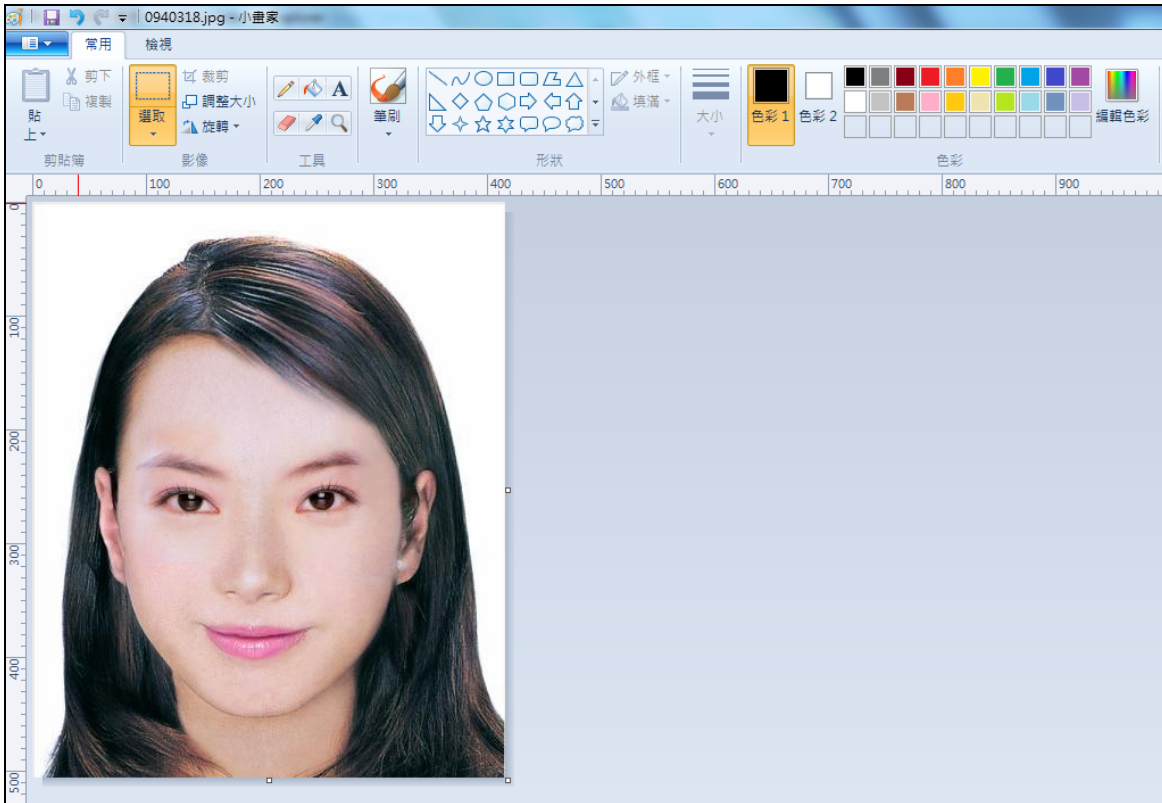 0940318.jpg - 小畫家
常用 檢視
剪下 複製 貼上
選取 裁剪 調整大小 旋轉
A
筆刷
外框 填滿
大小
色彩 1 色彩 2
編輯色彩
剪貼簿 影像 工具 形狀 色彩
0 100 200 300 400 500 600 700 800 900
0
100
200
300
400
500